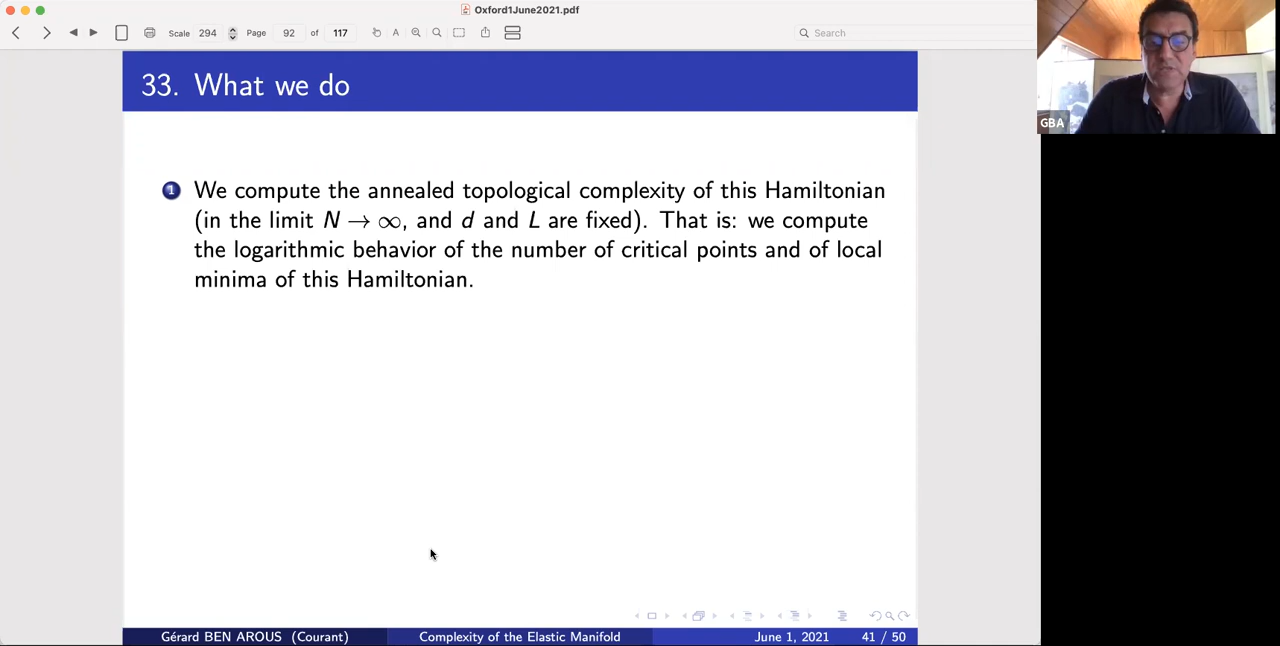 Oxford1June2021.pdf
Scale 294 Page 92 of 117 A Search
33. What we do
GBA
1 We compute the annealed topological complexity of this Hamiltonian
(in the limit N → ∞, and d and L are fixed). That is: we compute
the logarithmic behavior of the number of critical points and of local
minima of this Hamiltonian.
Gérard BEN AROUS (Courant) Complexity of the Elastic Manifold June 1, 2021 41 / 50